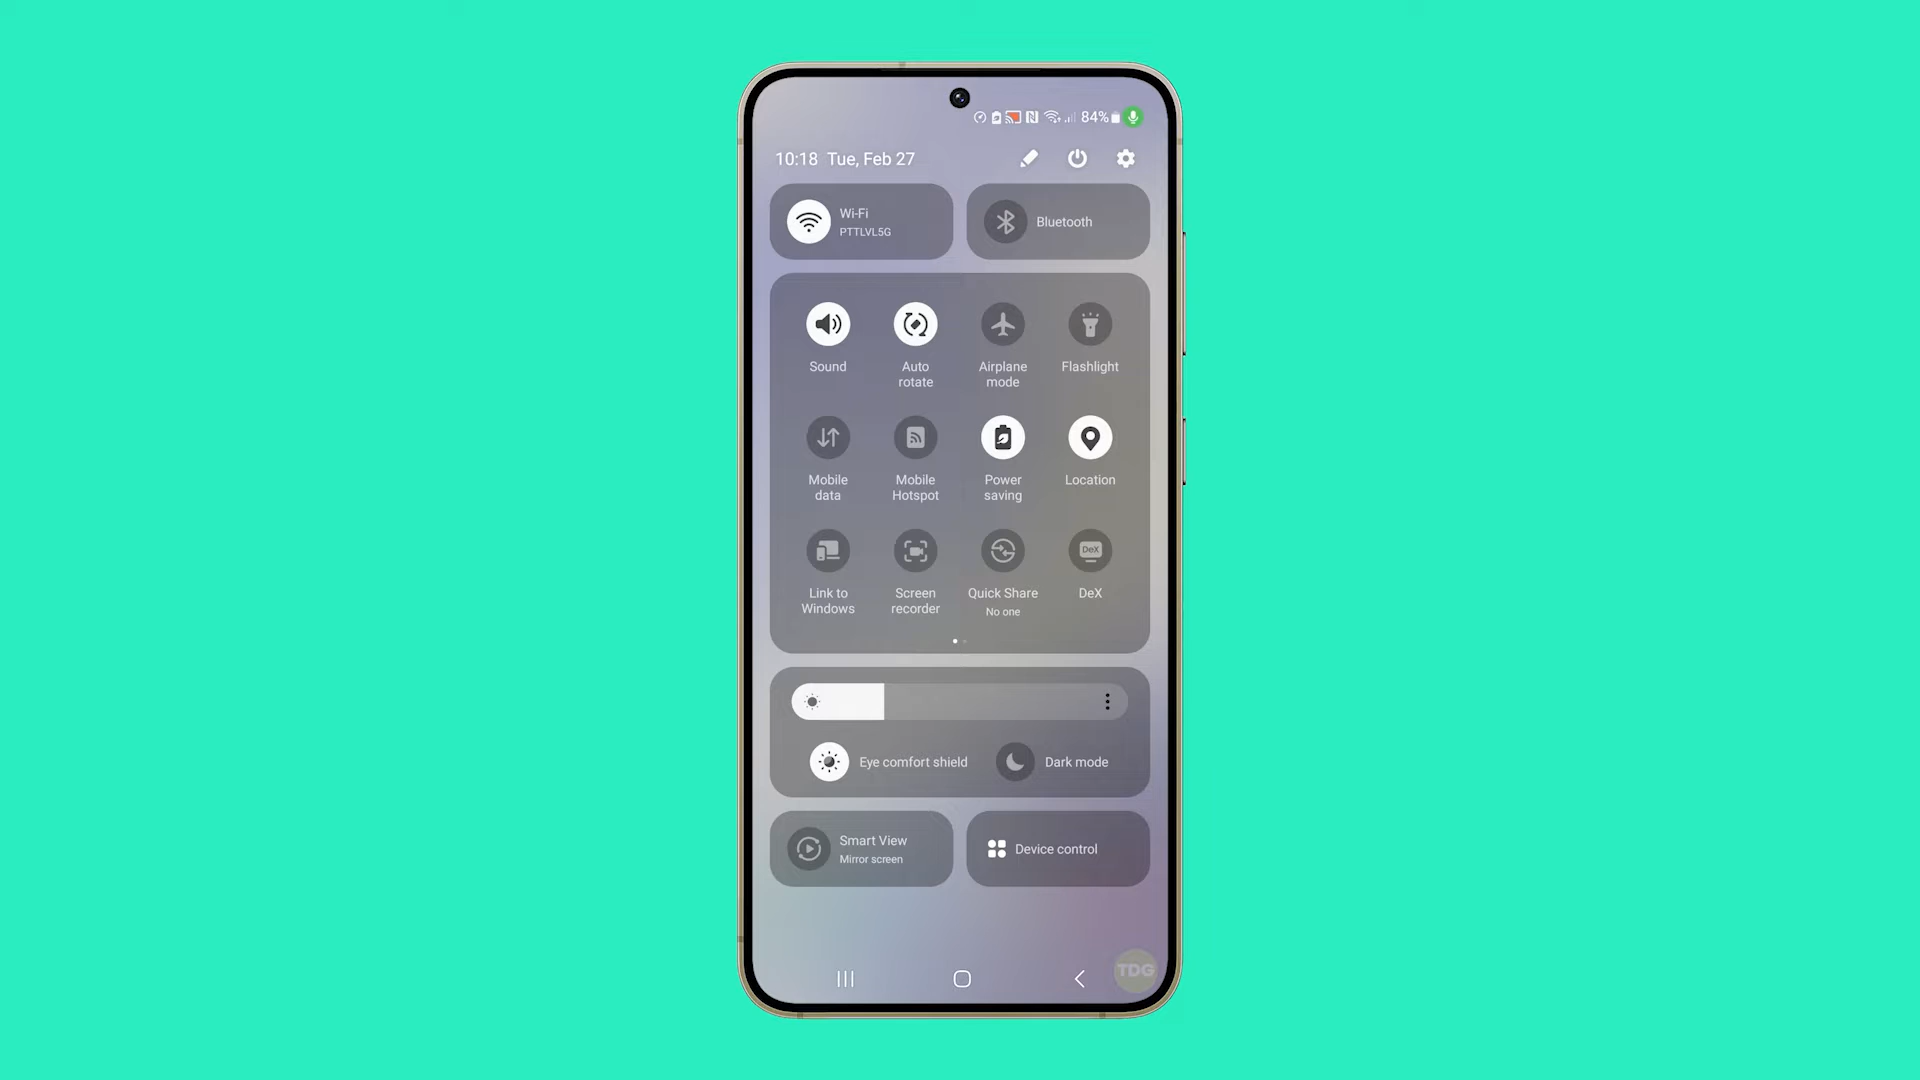 84%
10:18 Tue, Feb 27
Wi-Fi
PTTLVL5G
Bluetooth
Sound
Auto
rotate
Airplane
mode
Flashlight
Mobile
data
Mobile
Hotspot
Power
saving
Location
Link to
Windows
Screen
recorder
Quick Share
No one
DeX
DeX
Eye comfort shield
Dark mode
Smart View
Mirror screen
Device control
TDG